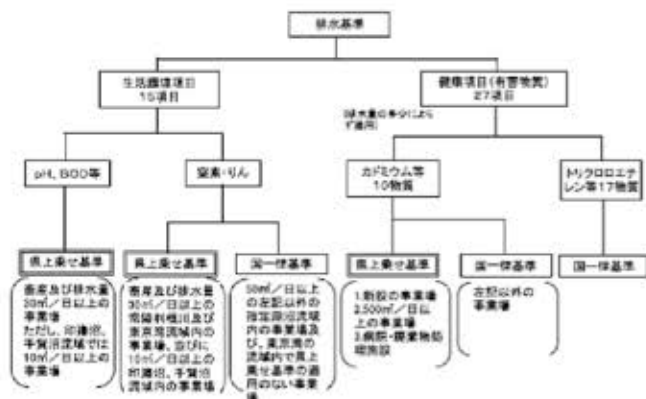 排水基準
生活環境項目
15項目
健康項目(有害物質)
27項目
(排水量の多少によら
ず適用)
pH、BOD等
窒素・りん
カドミウム等
10物質
トリクロロエチ
レン等17物質
県上乗せ基準
畜産及び排水量
30㎥/日以上の
事業場
ただし、印旛沼、
手賀沼流域では
10㎥/日以上の
事業場
県上乗せ基準
畜産及び排水量
30㎥/日以上の
常陸利根川及び
東京湾流域内の
事業場、並びに
10㎥/日以上の
印旛沼、手賀沼
流域内の事業場
国一律基準
50㎥/日以上
の左記以外の
指定湖沼流域
内の事業場及
び、東京湾の
流域内で県上
乗せ基準の適
用のない事業
場
県上乗せ基準
1.新設の事業場
2.500㎥/日以
上の事業場
3.病院・廃棄物処
理施設
国一律基準
左記以外の
事業場
国一律基準